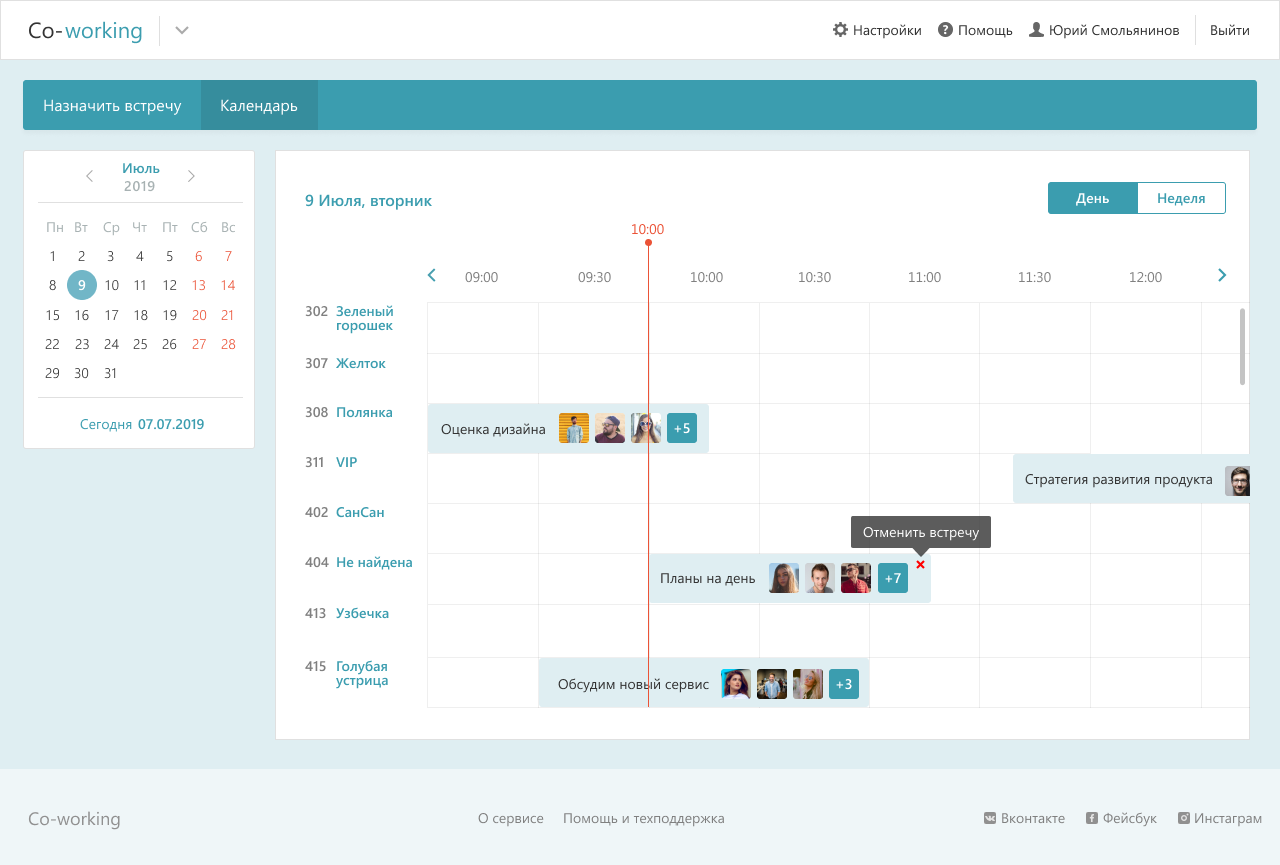 Co-working
Настройки
Помощь
Юрий Смольянинов
Выйти
Назначить встречу
Календарь
Июль
2019
Пн Вт Ср Чт Пт Сб Вс
1 2 3 4 5 6 7
8 9 10 11 12 13 14
15 16 17 18 19 20 21
22 23 24 25 26 27 28
29 30 31
Сегодня 07.07.2019
9 Июля, вторник
День
Неделя
10:00
09:00 09:30 10:00 10:30 11:00 11:30 12:00
302 Зеленый
горошек
307 Желток
308 Полянка
Оценка дизайна +5
311 VIP
Стратегия развития продукта
402 СанСан
Отменить встречу
404 Не найдена
Планы на день +7
413 Узбечка
415 Голубая
устрица
Обсудим новый сервис +3
Co-working
О сервисе
Помощь и техподдержка
Вконтакте
Фейсбук
Инстаграм